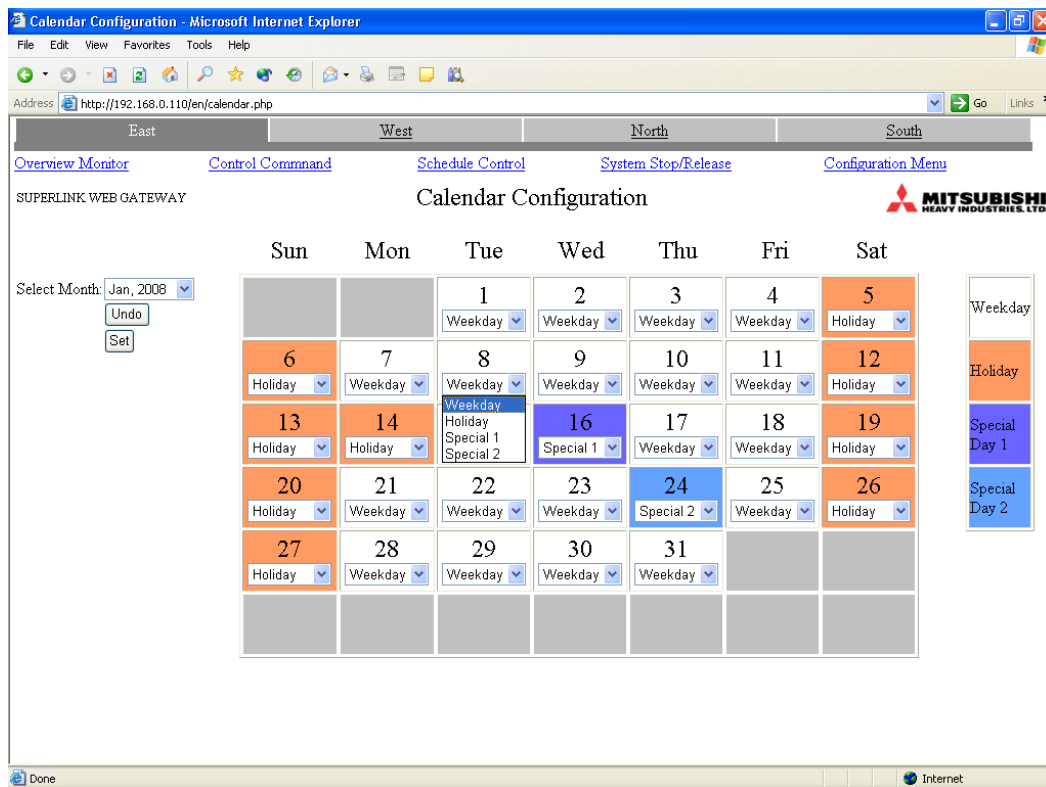 Calendar Configuration - Microsoft Internet Explorer
File Edit View Favorites Tools Help
Address http://192.168.0.110/en/calendar.php Go Links
East West North South
Overview Monitor Control Commnand Schedule Control System Stop/Release Configuration Menu
SUPERLINK WEB GATEWAY Calendar Configuration MITSUBISHI
HEAVY INDUSTRIES. LTD
Sun Mon Tue Wed Thu Fri Sat
Select Month: Jan, 2008
Undo
Set
1 2 3 4 5
Weekday Weekday Weekday Weekday Holiday
6 7 8 9 10 11 12
Holiday Weekday Weekday Weekday Weekday Weekday Holiday
Weekday
Holiday
Special 1
Special 2
13 14 16 17 18 19
Holiday Holiday Special 1 Weekday Weekday Holiday
20 21 22 23 24 25 26
Holiday Weekday Weekday Weekday Special 2 Weekday Holiday
27 28 29 30 31
Holiday Weekday Weekday Weekday Weekday
Weekday
Holiday
Special
Day 1
Special
Day 2
Done Internet